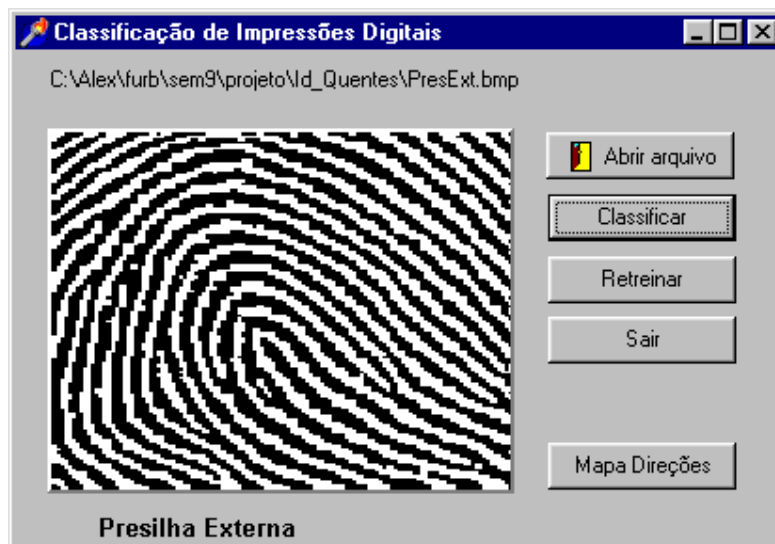 Classificação de Impressões Digitais
C:\Alex\furb\sem9\projeto\Id_Quentes\PresExt.bmp
Abrir arquivo
Classificar
Retreinar
Sair
Mapa Direções
Presilha Externa